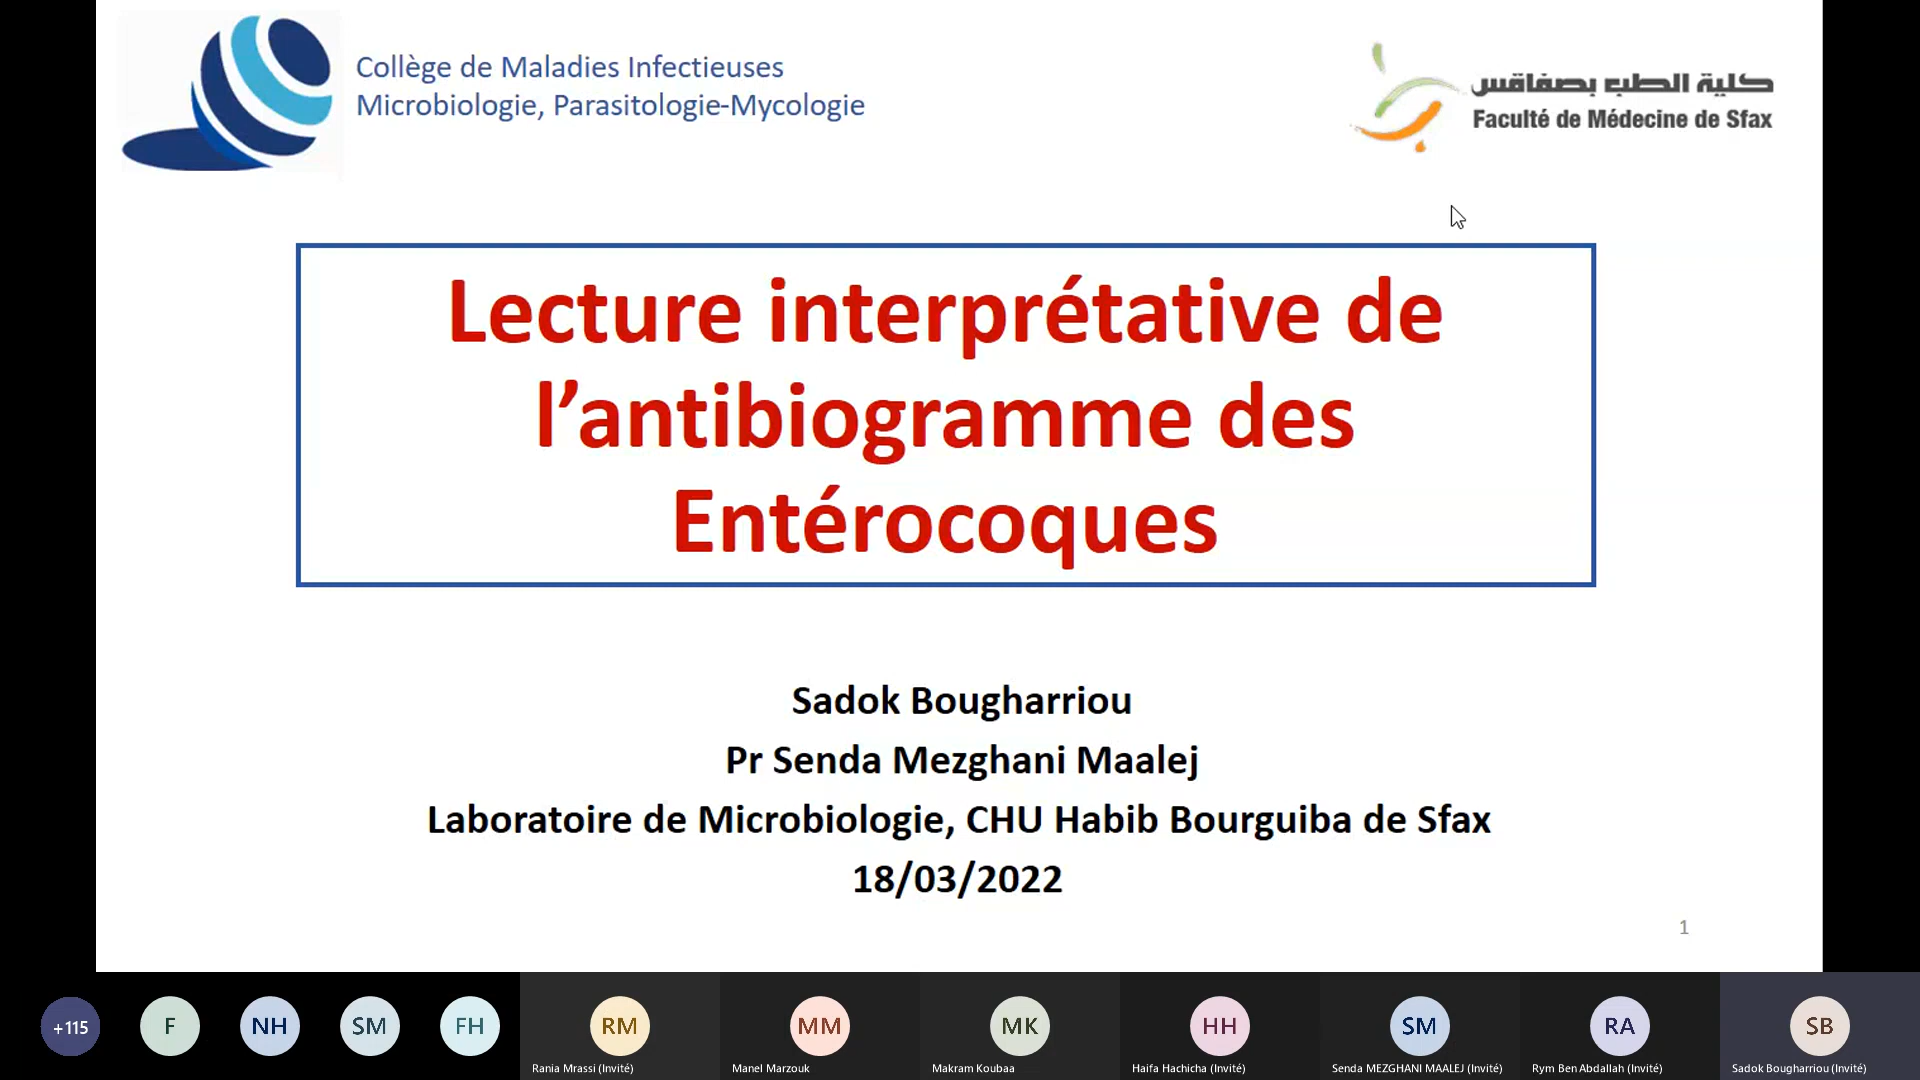 Collège de Maladies Infectieuses
Microbiologie, Parasitologie-Mycologie
كلية الطب بصفاقس
Faculté de Médecine de Sfax
Lecture interprétative de
l’antibiogramme des
Entérocoques
Sadok Bougharriou
Pr Senda Mezghani Maalej
Laboratoire de Microbiologie, CHU Habib Bourguiba de Sfax
18/03/2022
1
+115
F
NH
SM
FH
RM
MM
MK
HH
SM
RA
SB
Rania Mrassi (Invité)
Manel Marzouk
Makram Koubaa
Haifa Hachicha (Invité)
Senda MEZGHANI MAALEJ (Invité)
Rym Ben Abdallah (Invité)
Sadok Bougharriou (Invité)